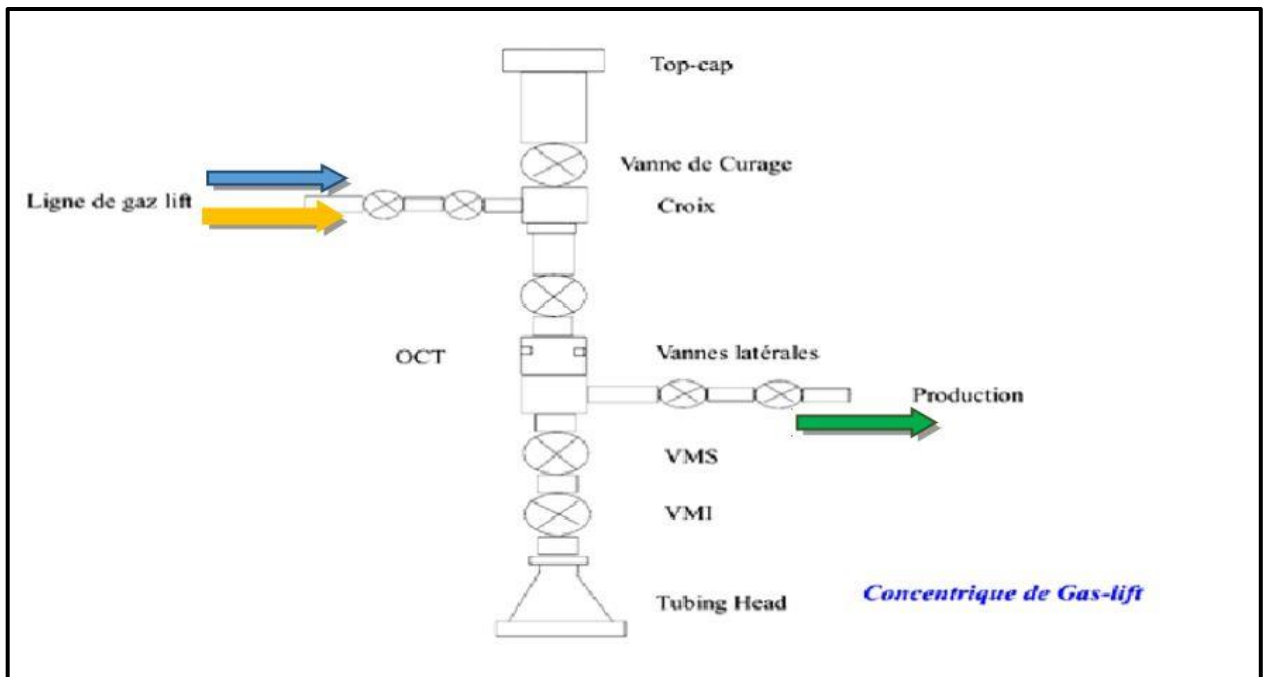 Top-cap
Vanne de Curage
Ligne de gaz lift
Croix
OCT
Vannes latérales
Production
VMS
VMI
Concentrique de Gas-lift
Tubing Head